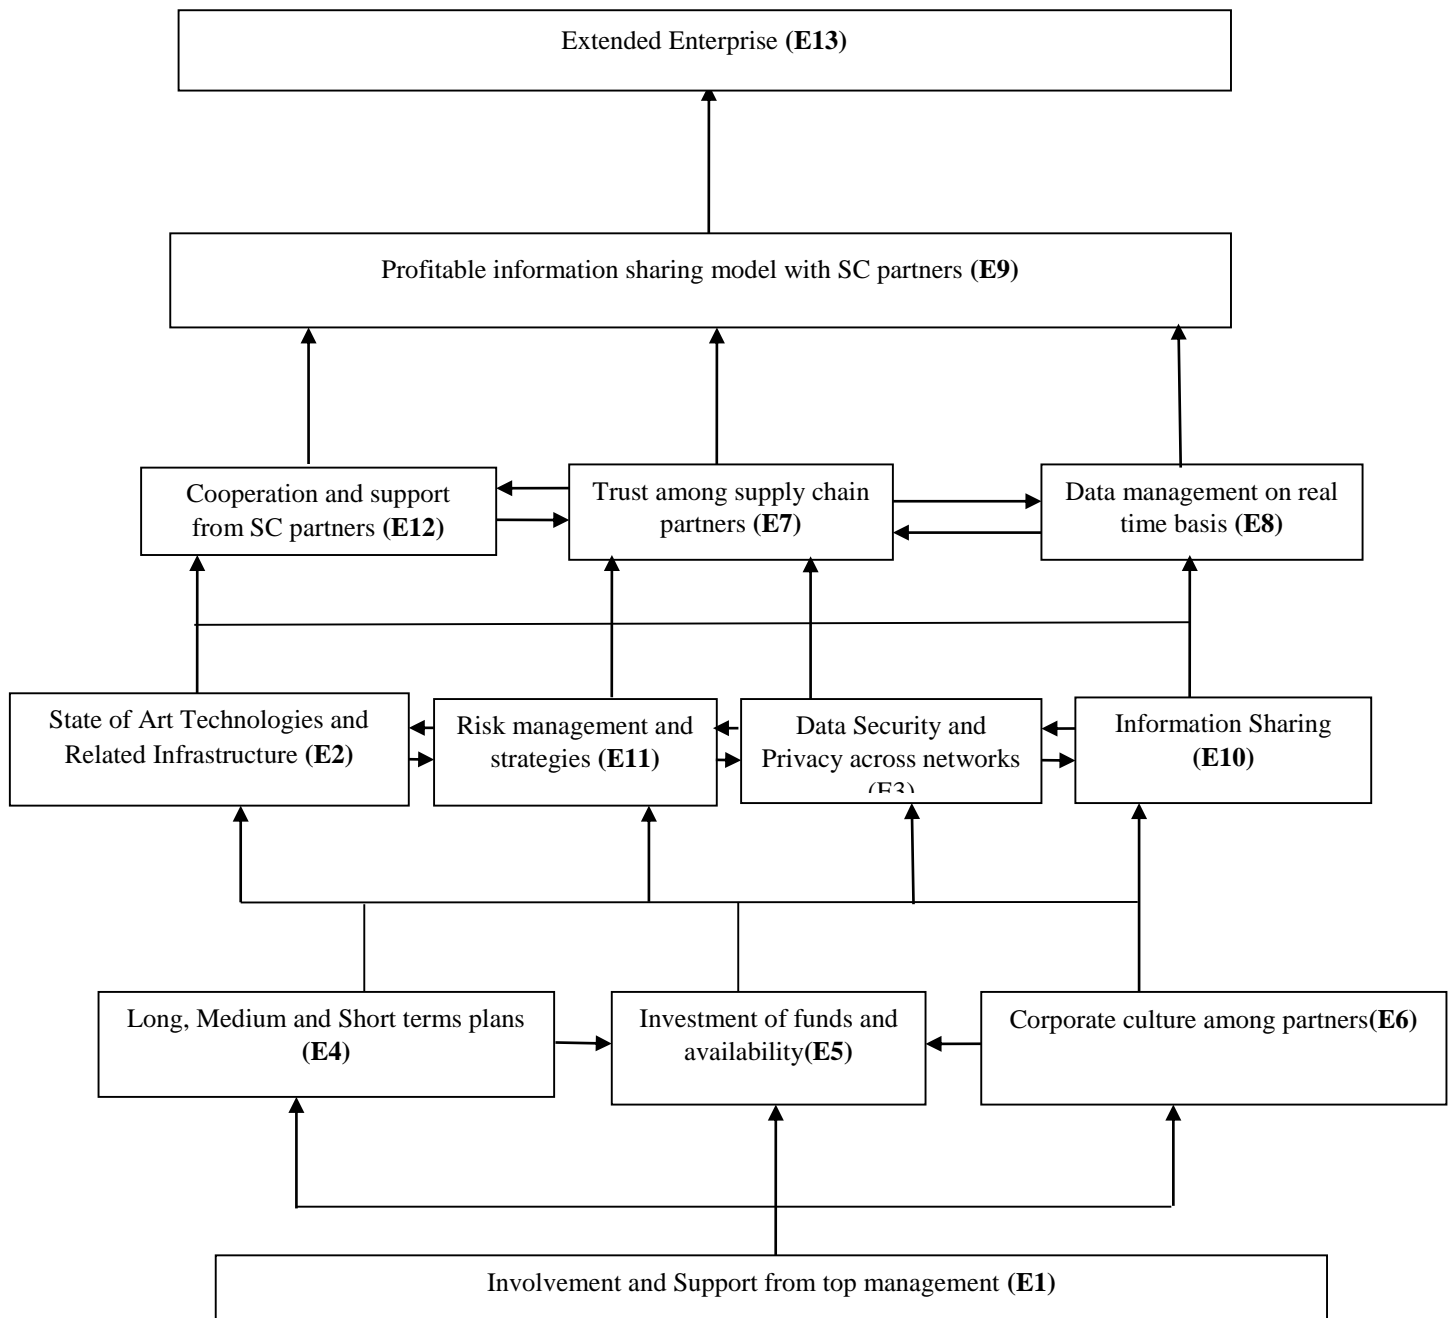 Extended Enterprise (E13)
Profitable information sharing model with SC partners (E9)
Cooperation and support
from SC partners (E12)
Trust among supply chain
partners (E7)
Data management on real
time basis (E8)
State of Art Technologies and
Related Infrastructure (E2)
Risk management and
strategies (E11)
Data Security and
Privacy across networks
(E3)
Information Sharing
(E10)
Long, Medium and Short terms plans
(E4)
Investment of funds and
availability(E5)
Corporate culture among partners(E6)
Involvement and Support from top management (E1)